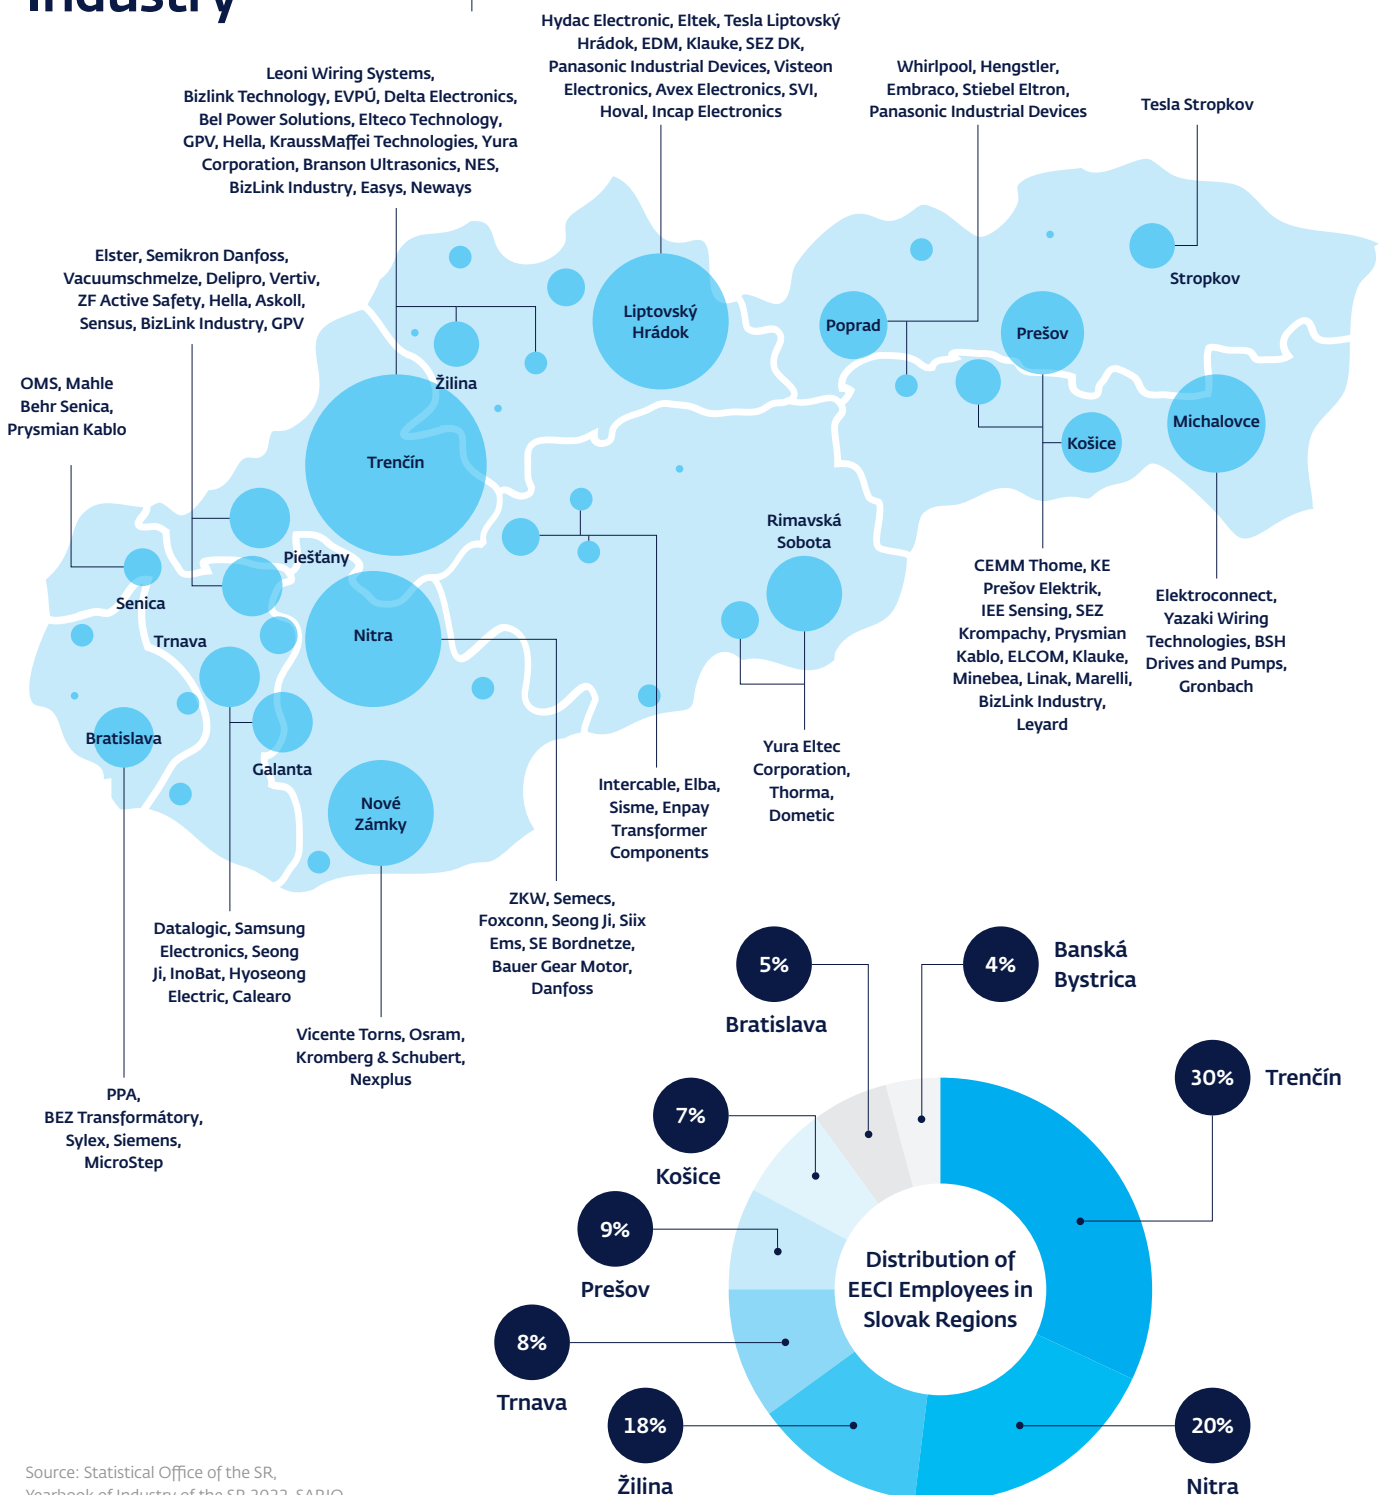 Industry
Hydac Electronic, Eltek, Tesla Liptovský
Hrádok, EDM, Klauke, SEZ DK,
Panasonic Industrial Devices, Visteon
Electronics, Avex Electronics, SVI,
Hoval, Incap Electronics
Whirlpool, Hengstler,
Embraco, Stiebel Eltron,
Panasonic Industrial Devices
Tesla Stropkov
Leoni Wiring Systems,
Bizlink Technology, EVPÚ, Delta Electronics,
Bel Power Solutions, Elteco Technology,
GPV, Hella, KraussMaffei Technologies, Yura
Corporation, Branson Ultrasonics, NES,
BizLink Industry, Easys, Neways
Elster, Semikron Danfoss,
Vacuumschmelze, Delipro, Vertiv,
ZF Active Safety, Hella, Askoll,
Sensus, BizLink Industry, GPV
OMS, Mahle
Behr Senica,
Prysmian Kablo
Stropkov
Liptovský
Hrádok
Poprad
Prešov
Žilina
Michalovce
Košice
Trenčín
Rimavská
Sobota
Piešťany
Senica
Trnava
Nitra
Bratislava
Galanta
Nové
Zámky
CEMM Thome, KE
Prešov Elektrik,
IEE Sensing, SEZ
Krompachy, Prysmian
Kablo, ELCOM, Klauke,
Minebea, Linak, Marelli,
BizLink Industry,
Leyard
Elektroconnect,
Yazaki Wiring
Technologies, BSH
Drives and Pumps,
Gronbach
Yura Eltec
Corporation,
Thorma,
Dometic
Intercable, Elba,
Sisme, Enpay
Transformer
Components
ZKW, Semecs,
Foxconn, Seong Ji, Siix
Ems, SE Bordnetze,
Bauer Gear Motor,
Danfoss
Datalogic, Samsung
Electronics, Seong
Ji, InoBat, Hyoseong
Electric, Calearo
Vicente Torns, Osram,
Kromberg & Schubert,
Nexplus
PPA,
BEZ Transformátory,
Sylex, Siemens,
MicroStep
5%
Bratislava
4%
Banská
Bystrica
30%
Trenčín
7%
Košice
9%
Prešov
Distribution of
EECI Employees in
Slovak Regions
8%
Trnava
18%
Žilina
20%
Nitra
Source: Statistical Office of the SR,
Yearbook of Industry of the SR 2022, SARIO